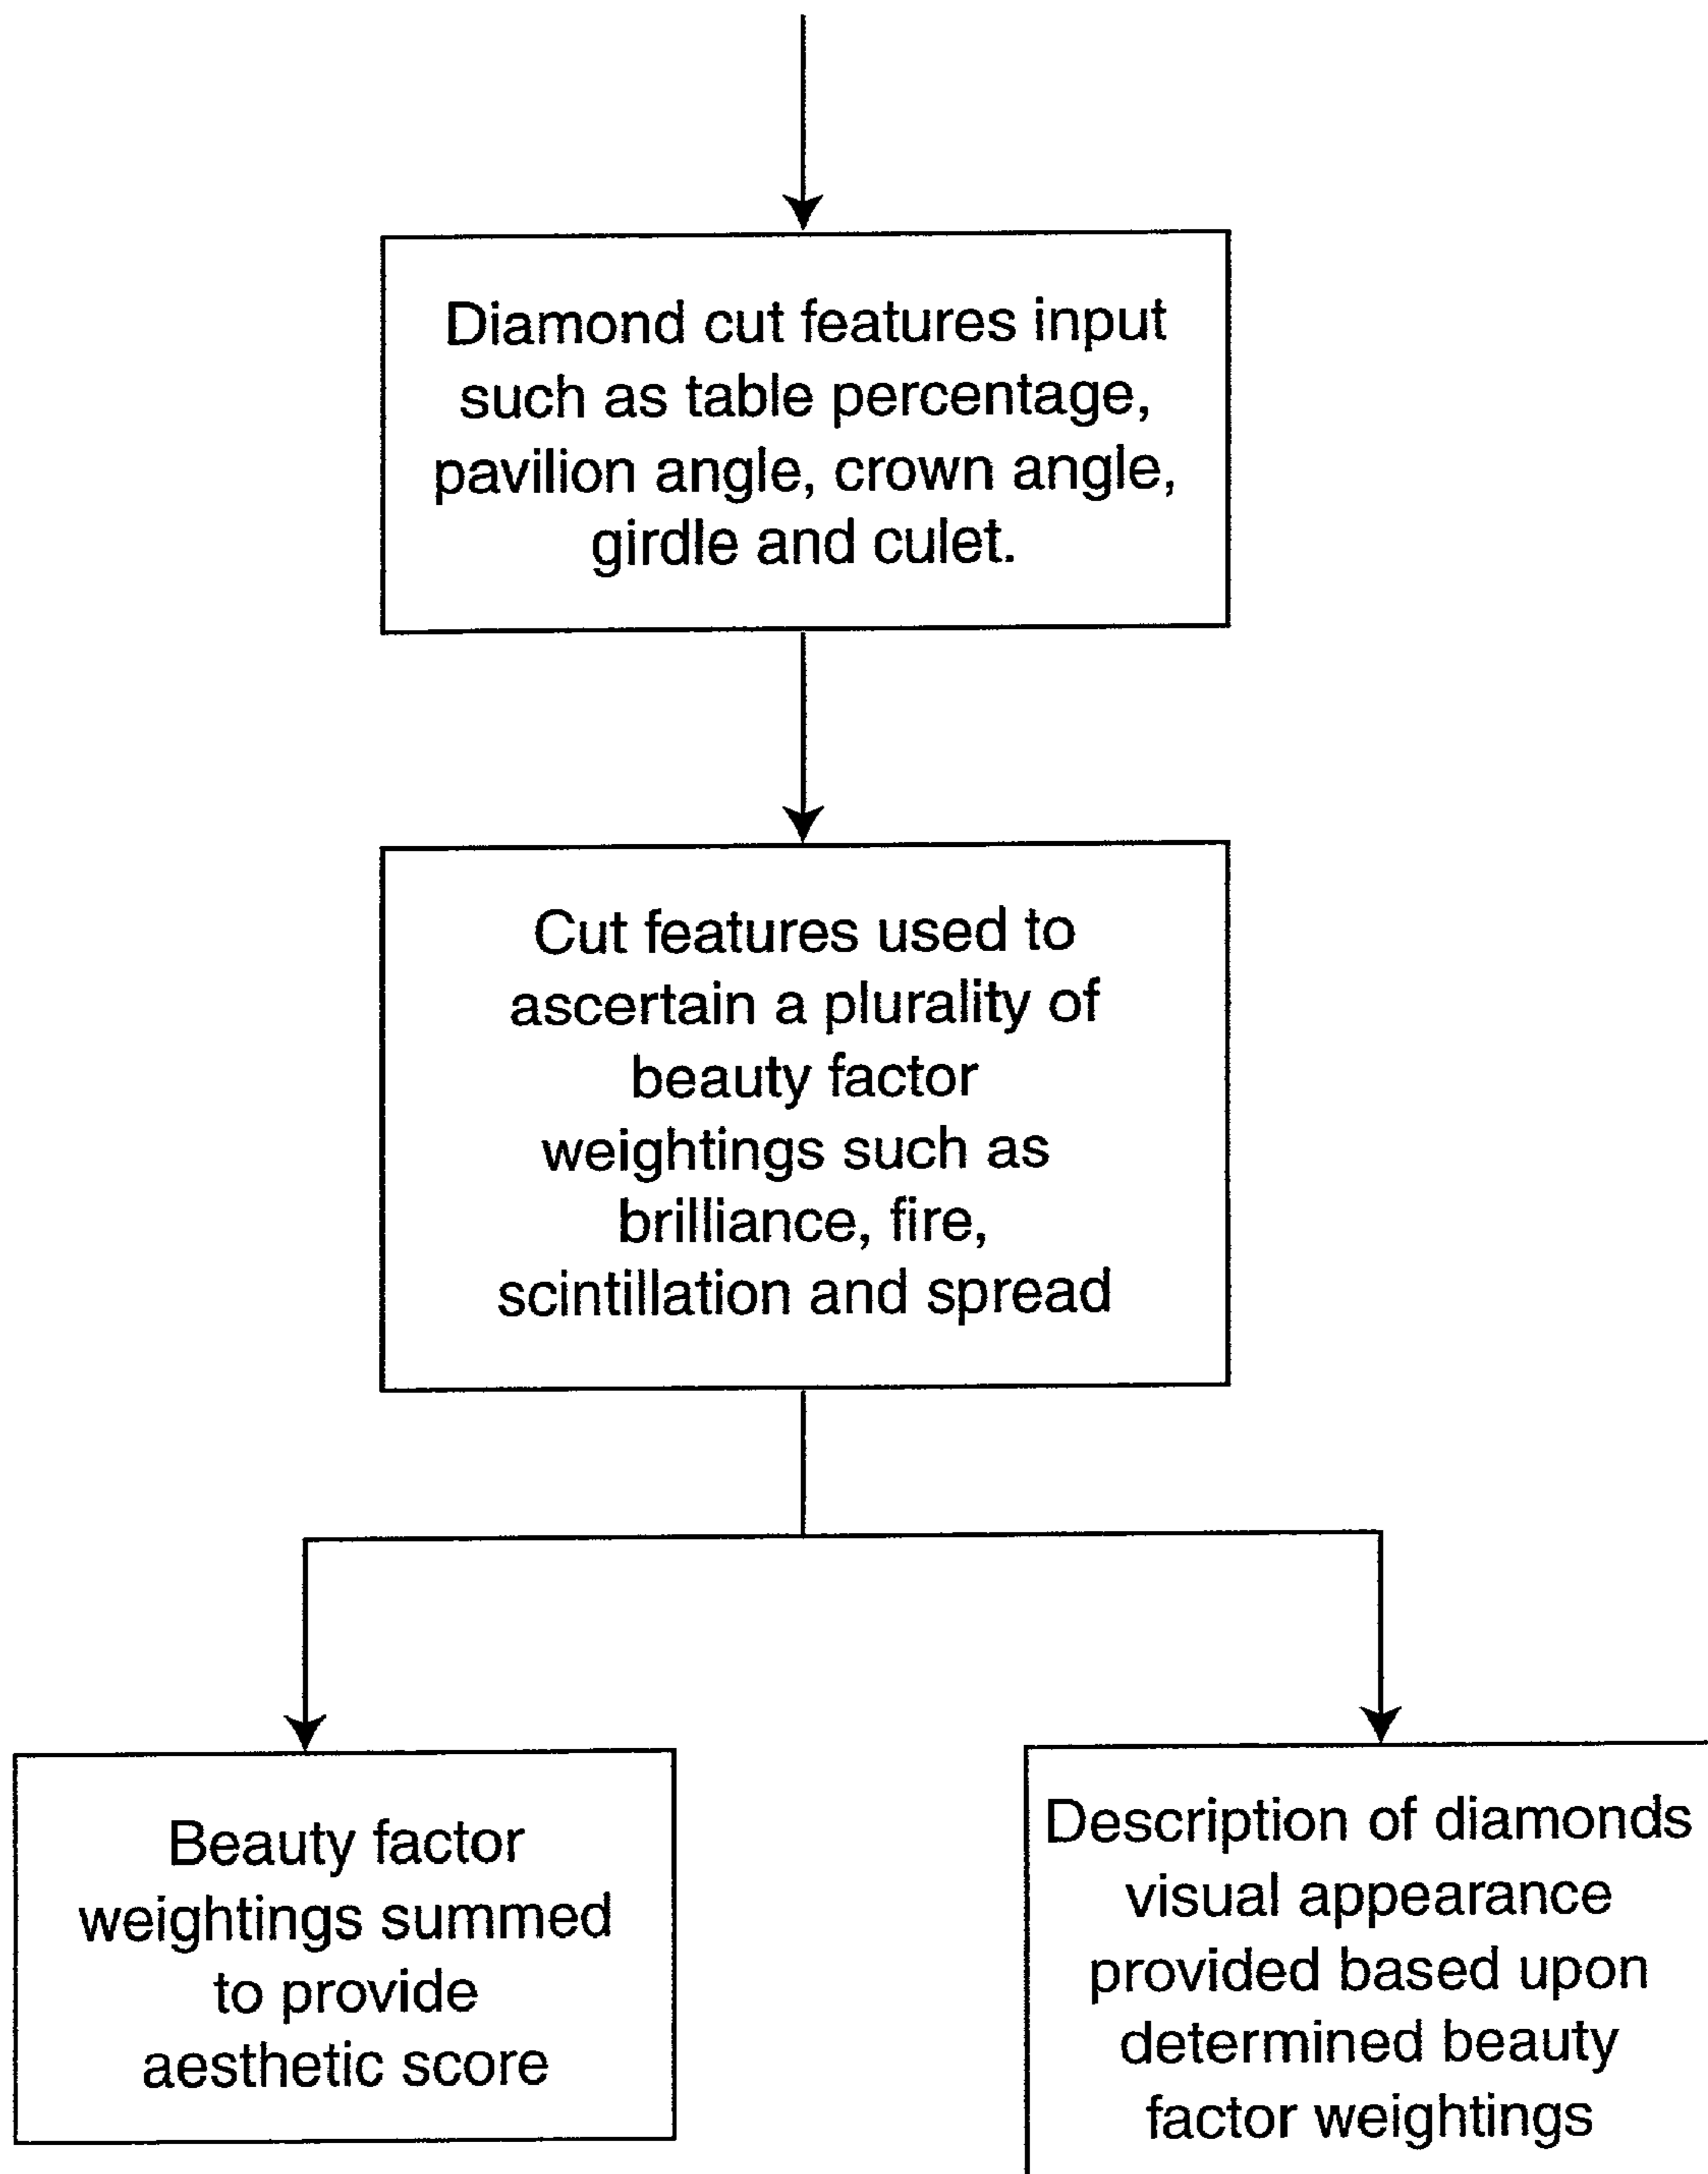 Diamond cut features input
such as table percentage,
pavilion angle, crown angle,
girdle and culet.
Cut features used to
ascertain a plurality of
beauty factor
weightings such as
brilliance, fire,
scintillation and spread
Beauty factor
weightings summed
to provide
aesthetic score
Description of diamonds
visual appearance
provided based upon
determined beauty
factor weightings